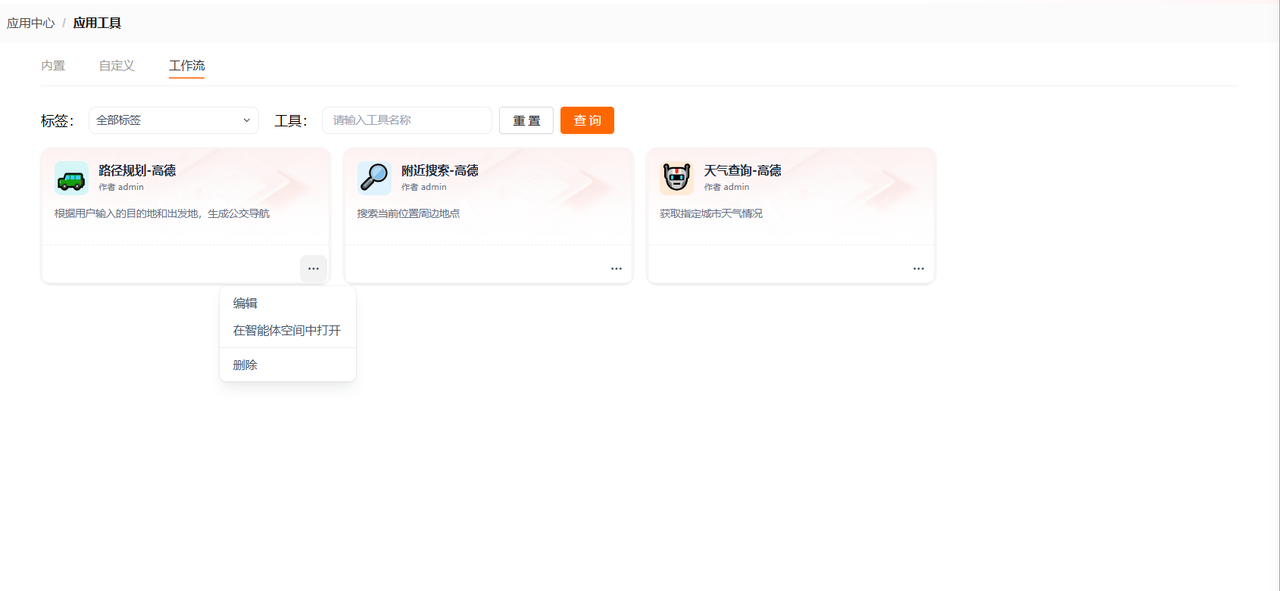 应用中心 / 应用工具
内置 自定义 工作流
标签： 全部标签 工具： 请输入工具名称 重 置 查 询
路径规划-高德
作者 admin
根据用户输入的目的地和出发地，生成公交导航
附近搜索-高德
作者 admin
搜索当前位置周边地点
天气查询-高德
作者 admin
获取指定城市天气情况
编辑
在智能体空间中打开
删除